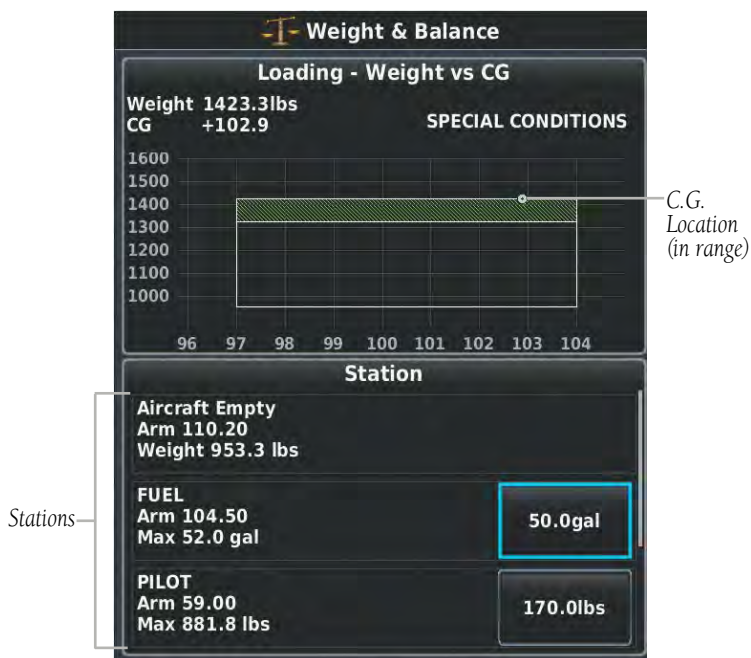 Weight & Balance
Loading - Weight vs CG
Weight 1423.3lbs
CG +102.9
SPECIAL CONDITIONS
1600
1500
1400
1300
1200
1100
1000
96 97 98 99 100 101 102 103 104
C.G.
Location
(in range)
Station
Aircraft Empty
Arm 110.20
Weight 953.3 lbs
Stations
FUEL
Arm 104.50
Max 52.0 gal
50.0gal
PILOT
Arm 59.00
Max 881.8 lbs
170.0lbs